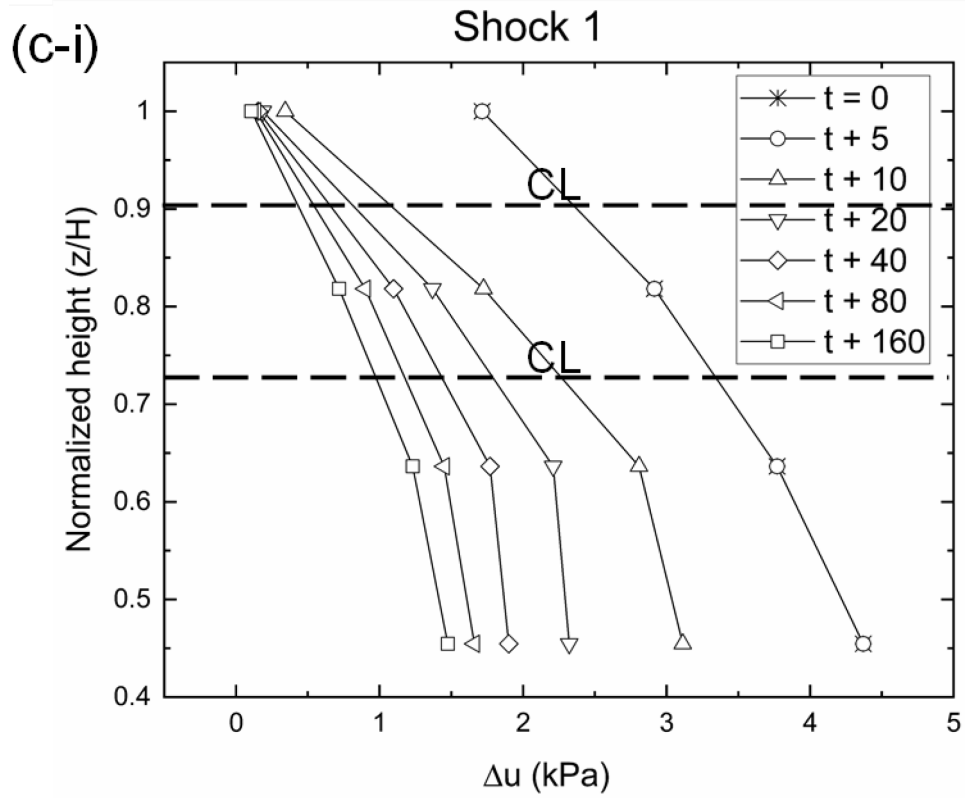 (c-i)
Shock 1
t = 0
t + 5
t + 10
t + 20
t + 40
t + 80
t + 160
CL
CL
Normalized height (z/H)
1
0.9
0.8
0.7
0.6
0.5
0.4
0 1 2 3 4 5
Δu (kPa)